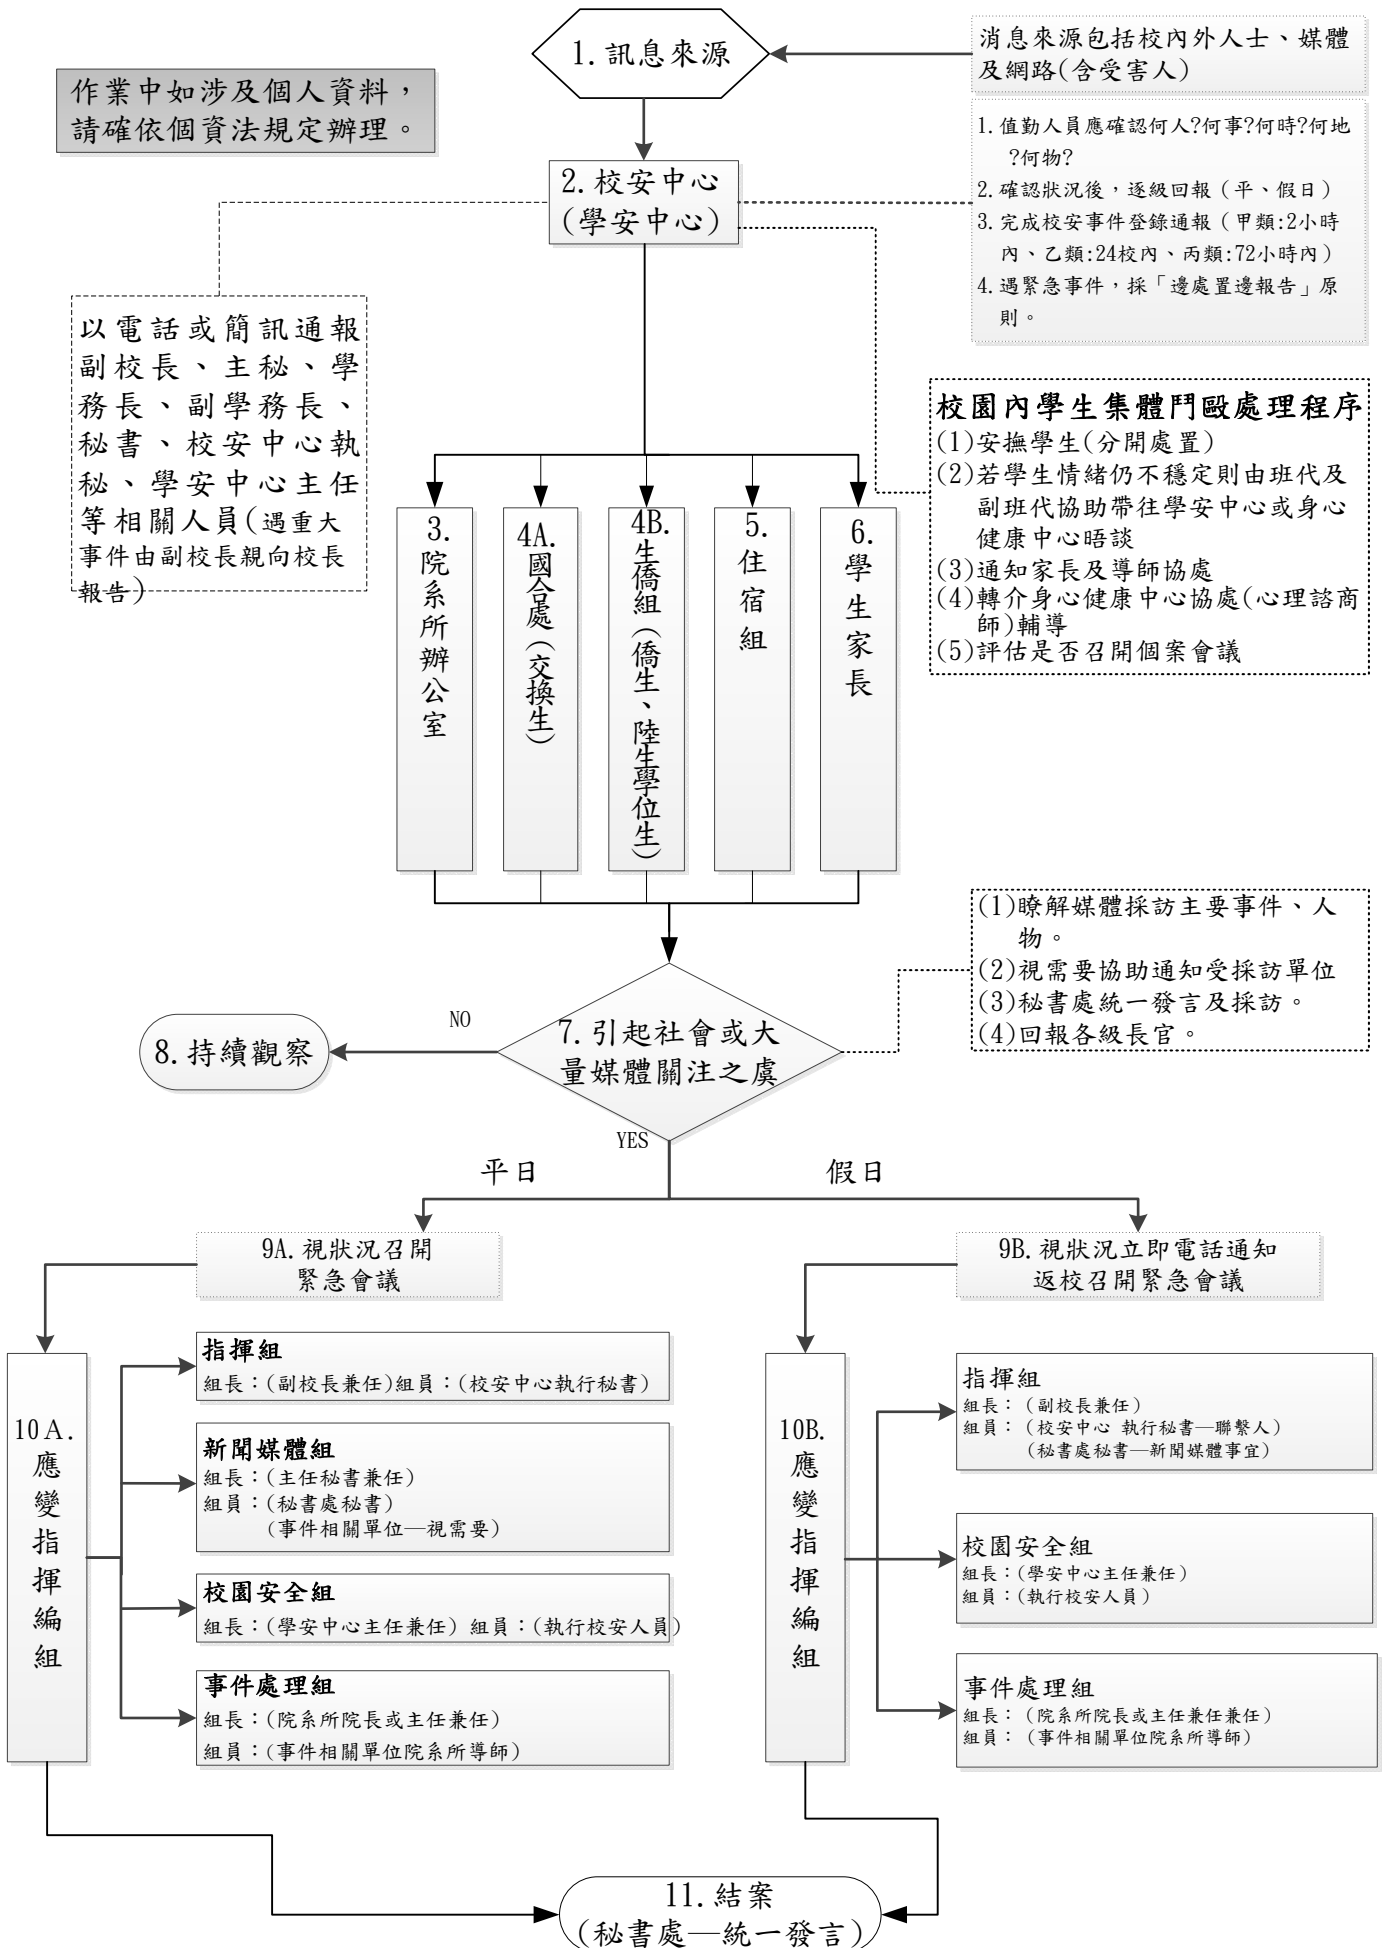 1.訊息來源
消息來源包括校內外人士、媒體
及網路(含受害人)
作業中如涉及個人資料，
請確依個資法規定辦理。
1.值勤人員應確認何人?何事?何時?何地
?何物?
2.確認狀況後，逐級回報（平、假日）
3.完成校安事件登錄通報（甲類:2小時
內、乙類:24校內、丙類:72小時內）
4.遇緊急事件，採「邊處置邊報告」原
則。
2.校安中心
(學安中心)
以電話或簡訊通報
副校長、主秘、學
務長、副學務長、
秘書、校安中心執
秘、學安中心主任
等相關人員(遇重大
事件由副校長親向校長
報告)
校園內學生集體鬥毆處理程序
(1)安撫學生(分開處置)
(2)若學生情緒仍不穩定則由班代及
副班代協助帶往學安中心或身心
健康中心晤談
(3)通知家長及導師協處
(4)轉介身心健康中心協處(心理諮商
師)輔導
(5)評估是否召開個案會議
3.院系所辦公室
4A.國合處(交換生)
4B.生僑組(僑生、陸生學位生)
5.住宿組
6.學生家長
(1)瞭解媒體採訪主要事件、人
物。
(2)視需要協助通知受採訪單位
(3)秘書處統一發言及採訪。
(4)回報各級長官。
7.引起社會或大
量媒體關注之虞
NO
8.持續觀察
YES
平日
假日
9A.視狀況召開
緊急會議
9B.視狀況立即電話通知
返校召開緊急會議
10A.應變指揮編組
指揮組
組長：(副校長兼任)組員：(校安中心執行秘書)
新聞媒體組
組長：(主任秘書兼任)
組員：(秘書處秘書)
(事件相關單位—視需要)
校園安全組
組長：(學安中心主任兼任) 組員：(執行校安人員)
事件處理組
組長：(院系所院長或主任兼任)
組員：(事件相關單位院系所導師)
10B.應變指揮編組
指揮組
組長：（副校長兼任）
組員：（校安中心 執行秘書—聯繫人）
（秘書處秘書—新聞媒體事宜）
校園安全組
組長：(學安中心主任兼任)
組員：(執行校安人員)
事件處理組
組長：（院系所院長或主任兼任兼任）
組員：（事件相關單位院系所導師）
11.結案
(秘書處—統一發言)